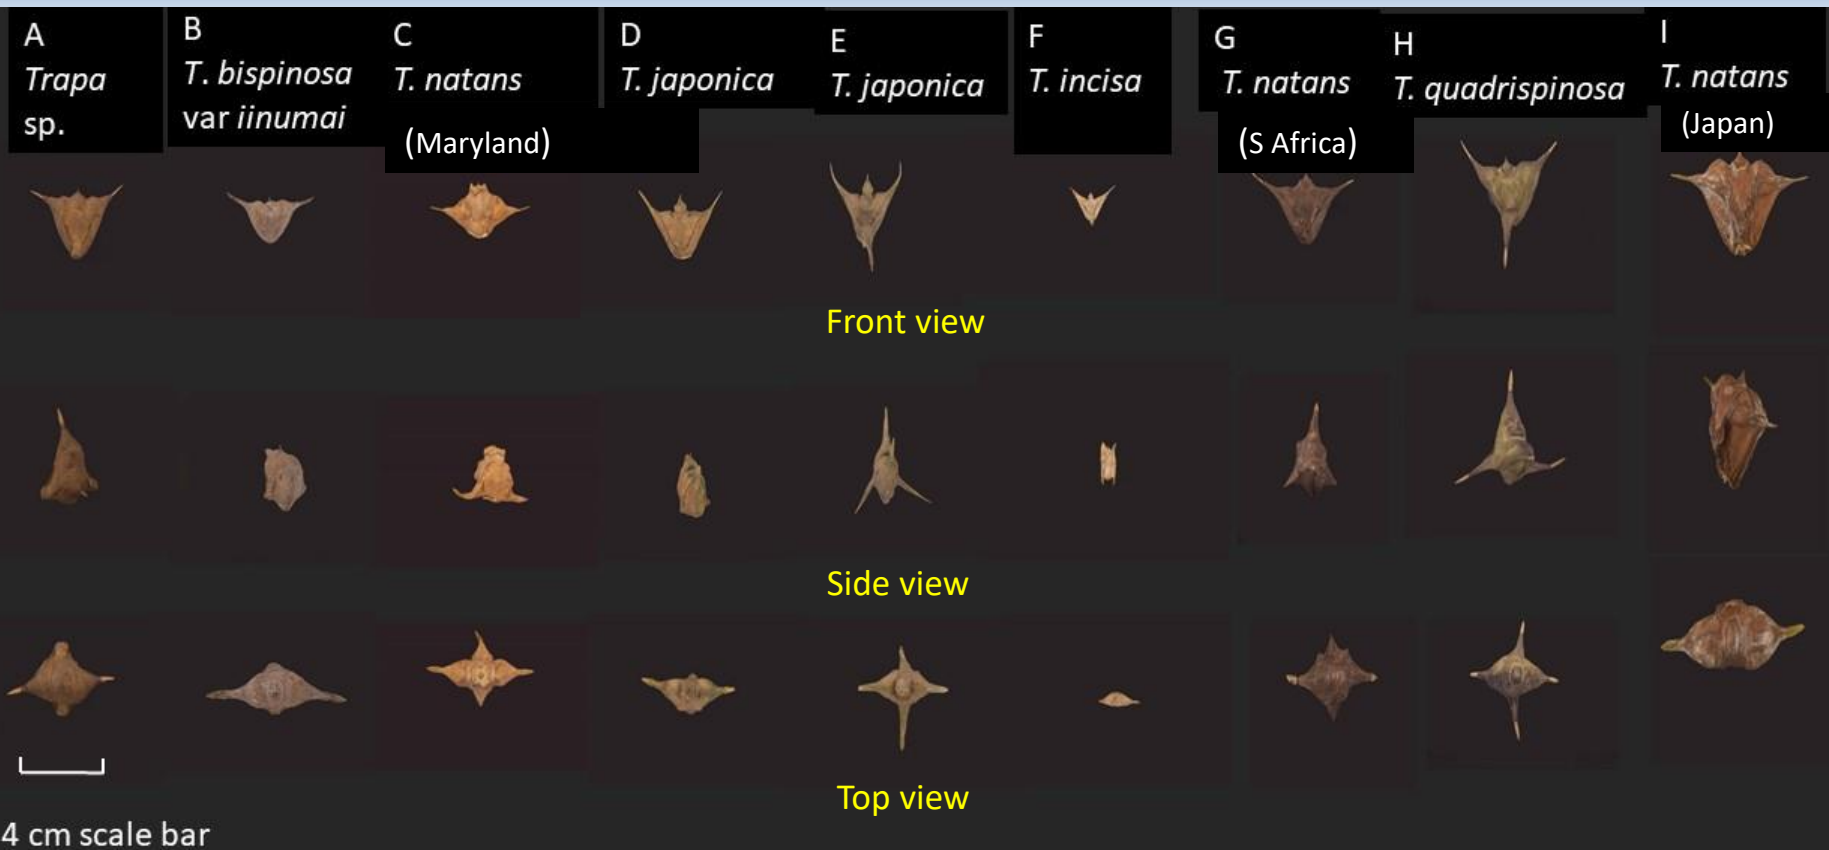 A
Trapa
sp.
B
T. bispinosa
var iinumai
C
T. natans
(Maryland)
D
T. japonica
E
T. japonica
F
T. incisa
G
T. natans
(S Africa)
H
T. quadrispinosa
I
T. natans
(Japan)
Front view
Side view
Top view
4 cm scale bar